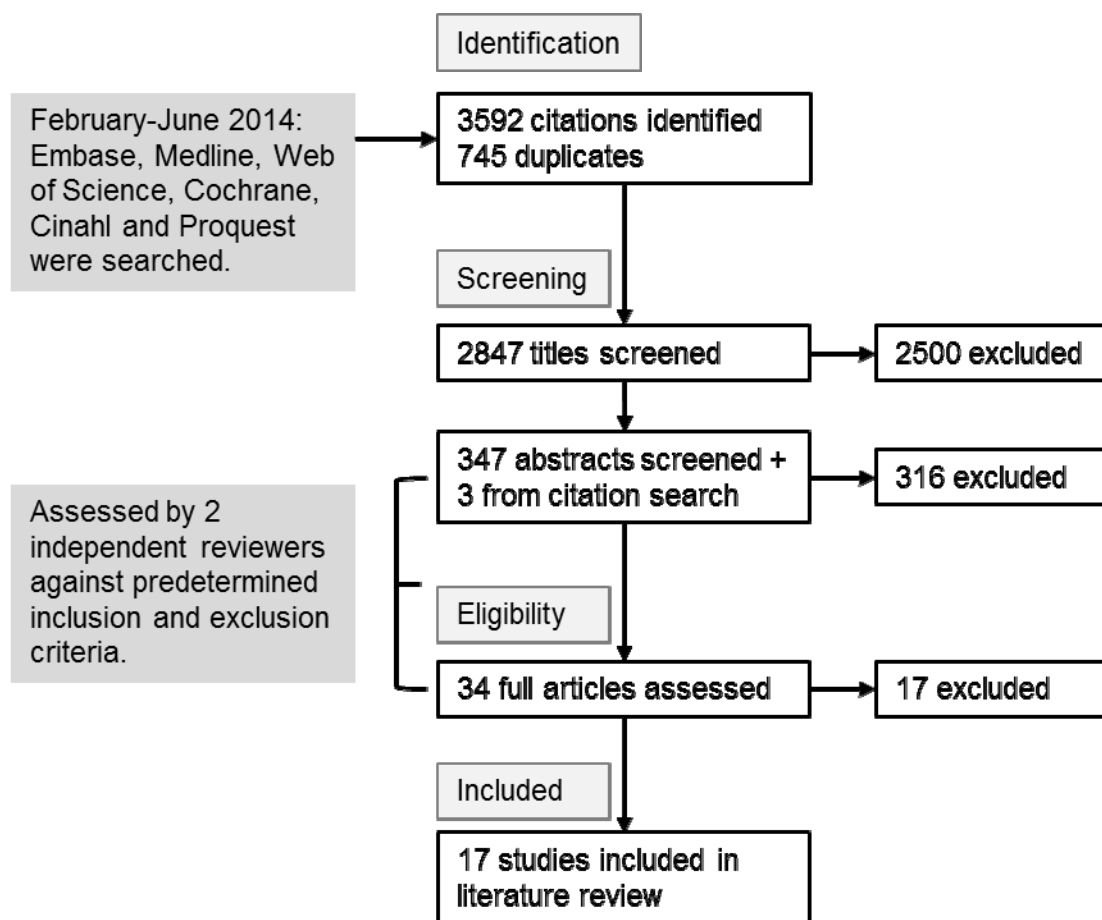 Identification
February-June 2014:
Embase, Medline, Web
of Science, Cochrane,
Cinahl and Proquest
were searched.
3592 citations identified
745 duplicates
Screening
2847 titles screened
2500 excluded
347 abstracts screened +
3 from citation search
316 excluded
Assessed by 2
independent reviewers
against predetermined
inclusion and exclusion
criteria.
Eligibility
34 full articles assessed
17 excluded
Included
17 studies included in
literature review